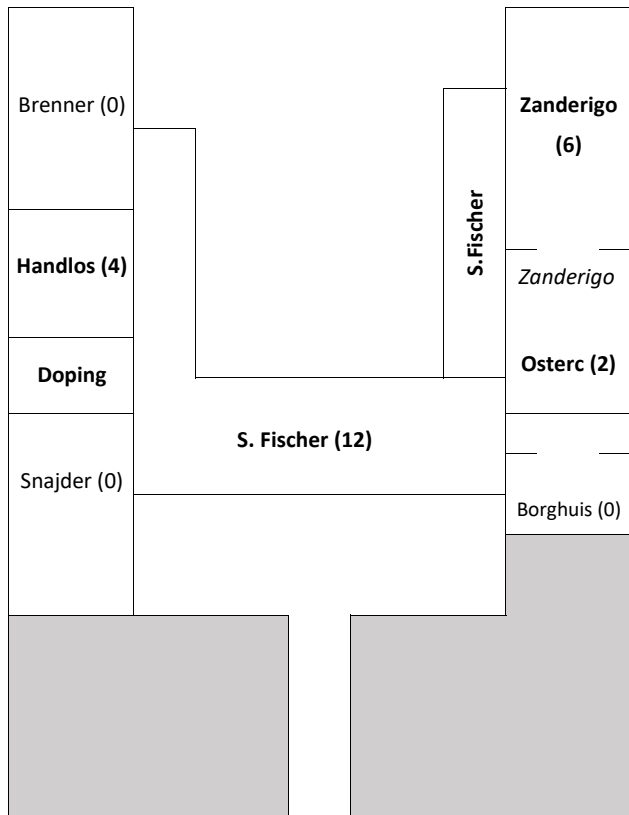 Brenner (0)
Zanderigo
(6)
S.Fischer
Handlos (4)
Zanderigo
Doping
Osterc (2)
S. Fischer (12)
Snajder (0)
Borghuis (0)